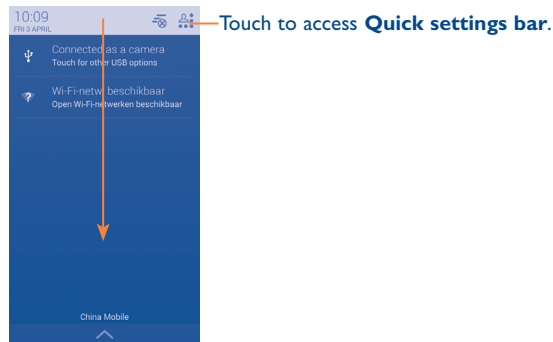 10:09
FRI 3 APRIL
Touch to access Quick settings bar.
Connected as a camera
Touch for other USB options
Wi-Fi-netw beschikbaar
Open Wi-Fi-netwerken beschikbaar
China Mobile